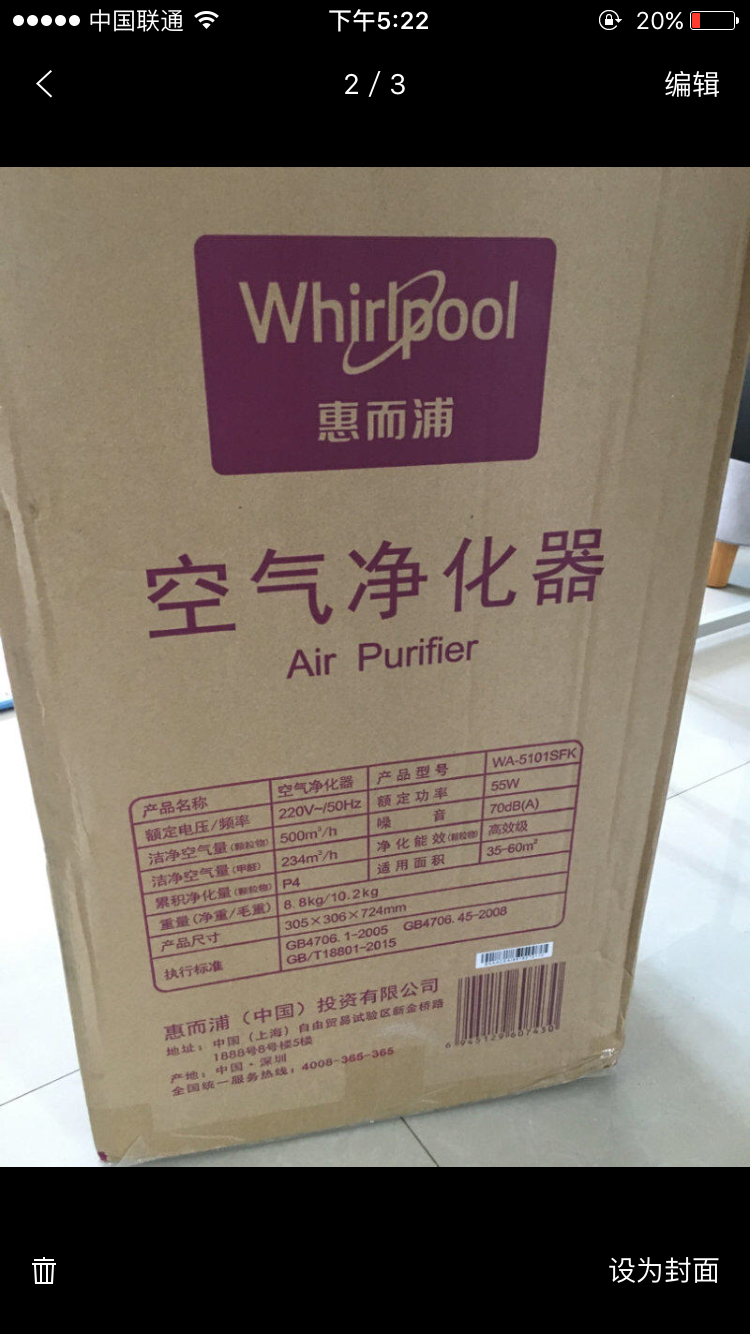 中国联通 下午5:22 20%
2 / 3 编辑
Whirlpool
惠而浦
空气净化器
Air Purifier
产品名称 空气净化器 产品型号 WA-5101SFK
额定电压/频率 220V~/50Hz 额定功率 55W
洁净空气量(颗粒物) 500m³/h 噪音 70dB(A)
洁净空气量(甲醛) 234m³/h 净化能效(颗粒物) 高效级
累积净化量(颗粒物) P4 适用面积 35-60m²
重量(净重/毛重) 8.8kg/10.2kg
产品尺寸 305×306×724mm
执行标准 GB4706.1-2005 GB4706.45-2008
GB/T18801-2015
惠而浦(中国)投资有限公司
地址:中国(上海)自由贸易试验区新金桥路
1888号8号楼5楼
产地:中国·深圳
全国统一服务热线:4008-365-365
6 945129 607430
设为封面